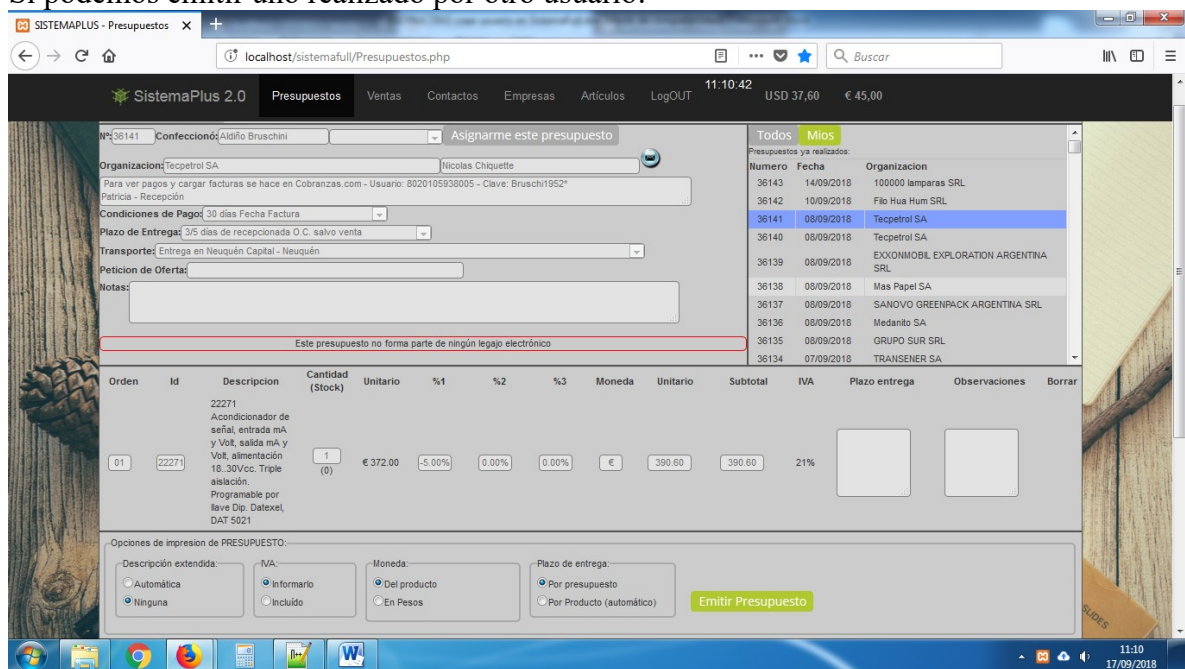 Si podemos emitir uno realizado por otro usuario.
SISTEMAPLUS - Presupuestos
localhost/sistemafull/Presupuestos.php
Buscar
SistemaPlus 2.0 Presupuestos Ventas Contactos Empresas Artículos LogOUT 11:10:42 USD 37,60 € 45,00
Nº: 36141 Confeccionó: Aldiño Bruschini Asignarme este presupuesto
Organizacion: Tecpetrol SA Nicolas Chiquette
Para ver pagos y cargar facturas se hace en Cobranzas.com - Usuario: 8020105938005 - Clave: Bruschi1952*
Patricia - Recepción
Condiciones de Pago: 30 días Fecha Factura
Plazo de Entrega: 3/5 dias de recepcionada O.C. salvo venta
Transporte: Entrega en Neuquén Capital - Neuquén
Peticion de Oferta:
Notas:
Este presupuesto no forma parte de ningún legajo electrónico
Todos Mios
Presupuestos ya realizados:
Numero Fecha Organizacion
36143 14/09/2018 100000 lamparas SRL
36142 10/09/2018 Filo Hua Hum SRL
36141 08/09/2018 Tecpetrol SA
36140 08/09/2018 Tecpetrol SA
36139 08/09/2018 EXXONMOBIL EXPLORATION ARGENTINA
SRL
36138 08/09/2018 Mas Papel SA
36137 08/09/2018 SANOVO GREENPACK ARGENTINA SRL
36136 08/09/2018 Medanito SA
36135 08/09/2018 GRUPO SUR SRL
36134 07/09/2018 TRANSENER SA
Orden Id Descripcion Cantidad (Stock) Unitario %1 %2 %3 Moneda Unitario Subtotal IVA Plazo entrega Observaciones Borrar
22271
Acondicionador de
señal, entrada mA
y Volt, salida mA y
Volt, alimentación
18..30Vcc. Triple
aislación.
Programable por
llave Dip. Datexel,
DAT 5021
01 22271 1 (0) € 372.00 -5.00% 0.00% 0.00% € 390.60 390.60 21%
Opciones de impresion de PRESUPUESTO:
Descripción extendida: IVA: Moneda: Plazo de entrega:
Automática Informarlo Del producto Por presupuesto
Ninguna Incluído En Pesos Por Producto (automático) Emitir Presupuesto
SLIDES
11:10
17/09/2018